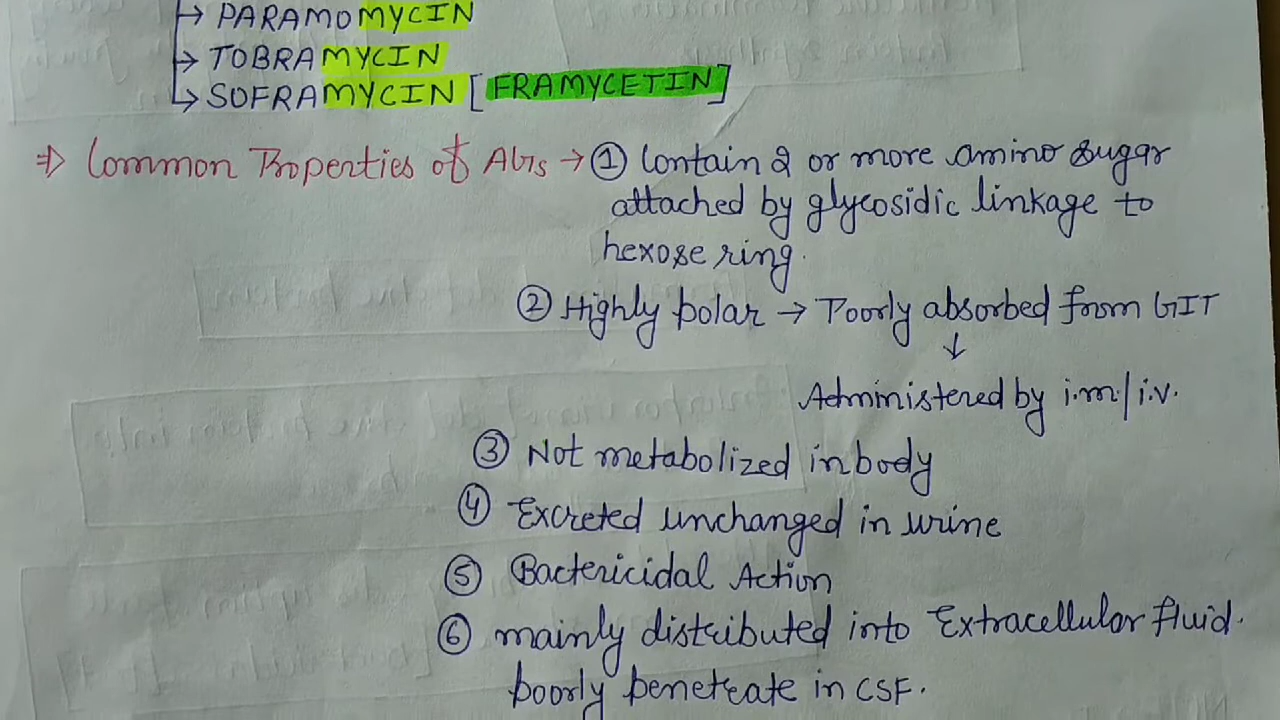 → PARAMOMYCIN
→ TOBRAMYCIN
→ SOFRAMYCIN [FRAMYCETIN]
⇒ Common Properties of AGs → ① Contain 2 or more amino sugar
attached by glycosidic linkage to
hexose ring.
② Highly polar → Poorly absorbed from GIT
↓
Administered by i.m./i.v.
③ Not metabolized in body
④ Excreted unchanged in urine
⑤ Bactericidal Action
⑥ mainly distributed into Extracellular fluid.
poorly penetrate in CSF.